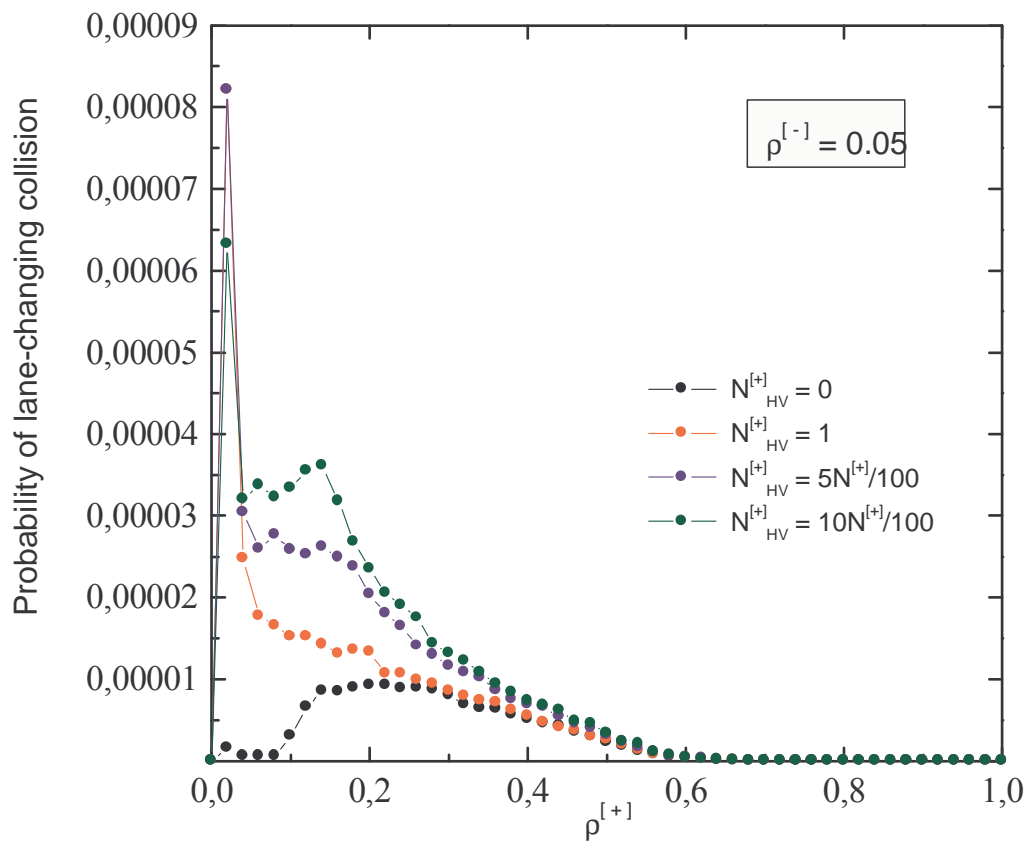 0,00009
0,00008
0,00007
0,00006
0,00005
0,00004
0,00003
0,00002
0,00001
Probability of lane-changing collision
ρ[-] = 0.05
N[+]HV = 0
N[+]HV = 1
N[+]HV = 5N[+]/100
N[+]HV = 10N[+]/100
0,0 0,2 0,4 0,6 0,8 1,0
ρ[+]